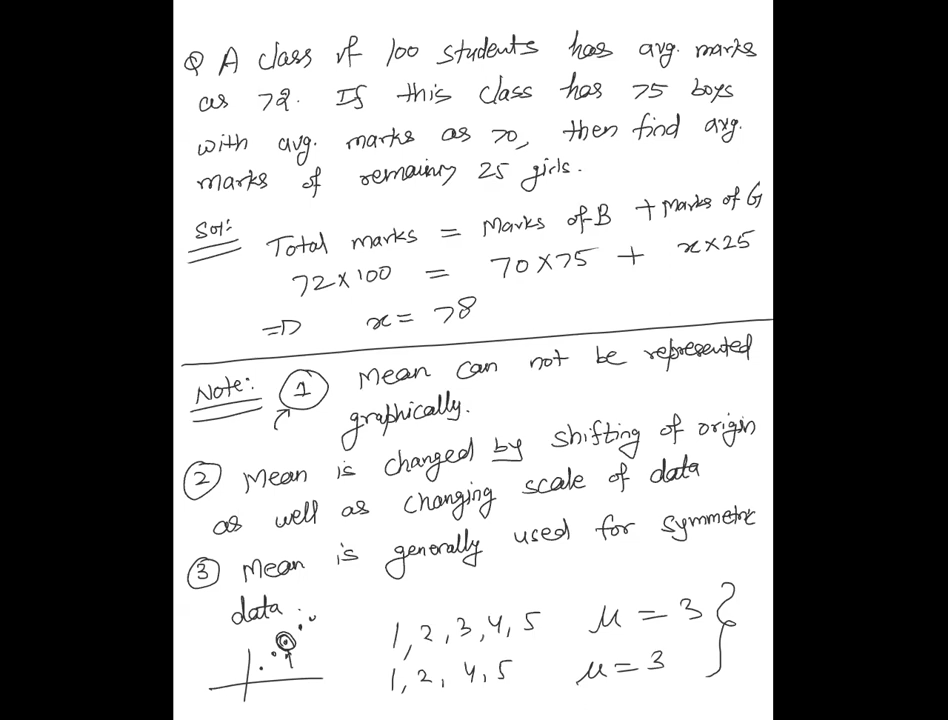 Q A class of 100 students has avg. marks
as 72. If this class has 75 boys
with avg. marks as 70, then find avg.
marks of remaining 25 girls.
Sol:
Total marks = Marks of B + Marks of G
72 × 100 = 70 × 75 + x × 25
⇒ x = 78
Note: ① Mean can not be represented
graphically.
② Mean is changed by shifting of origin
as well as changing scale of data
③ Mean is generally used for symmetric
data
1, 2, 3, 4, 5 μ = 3
1, 2, 4, 5 μ = 3